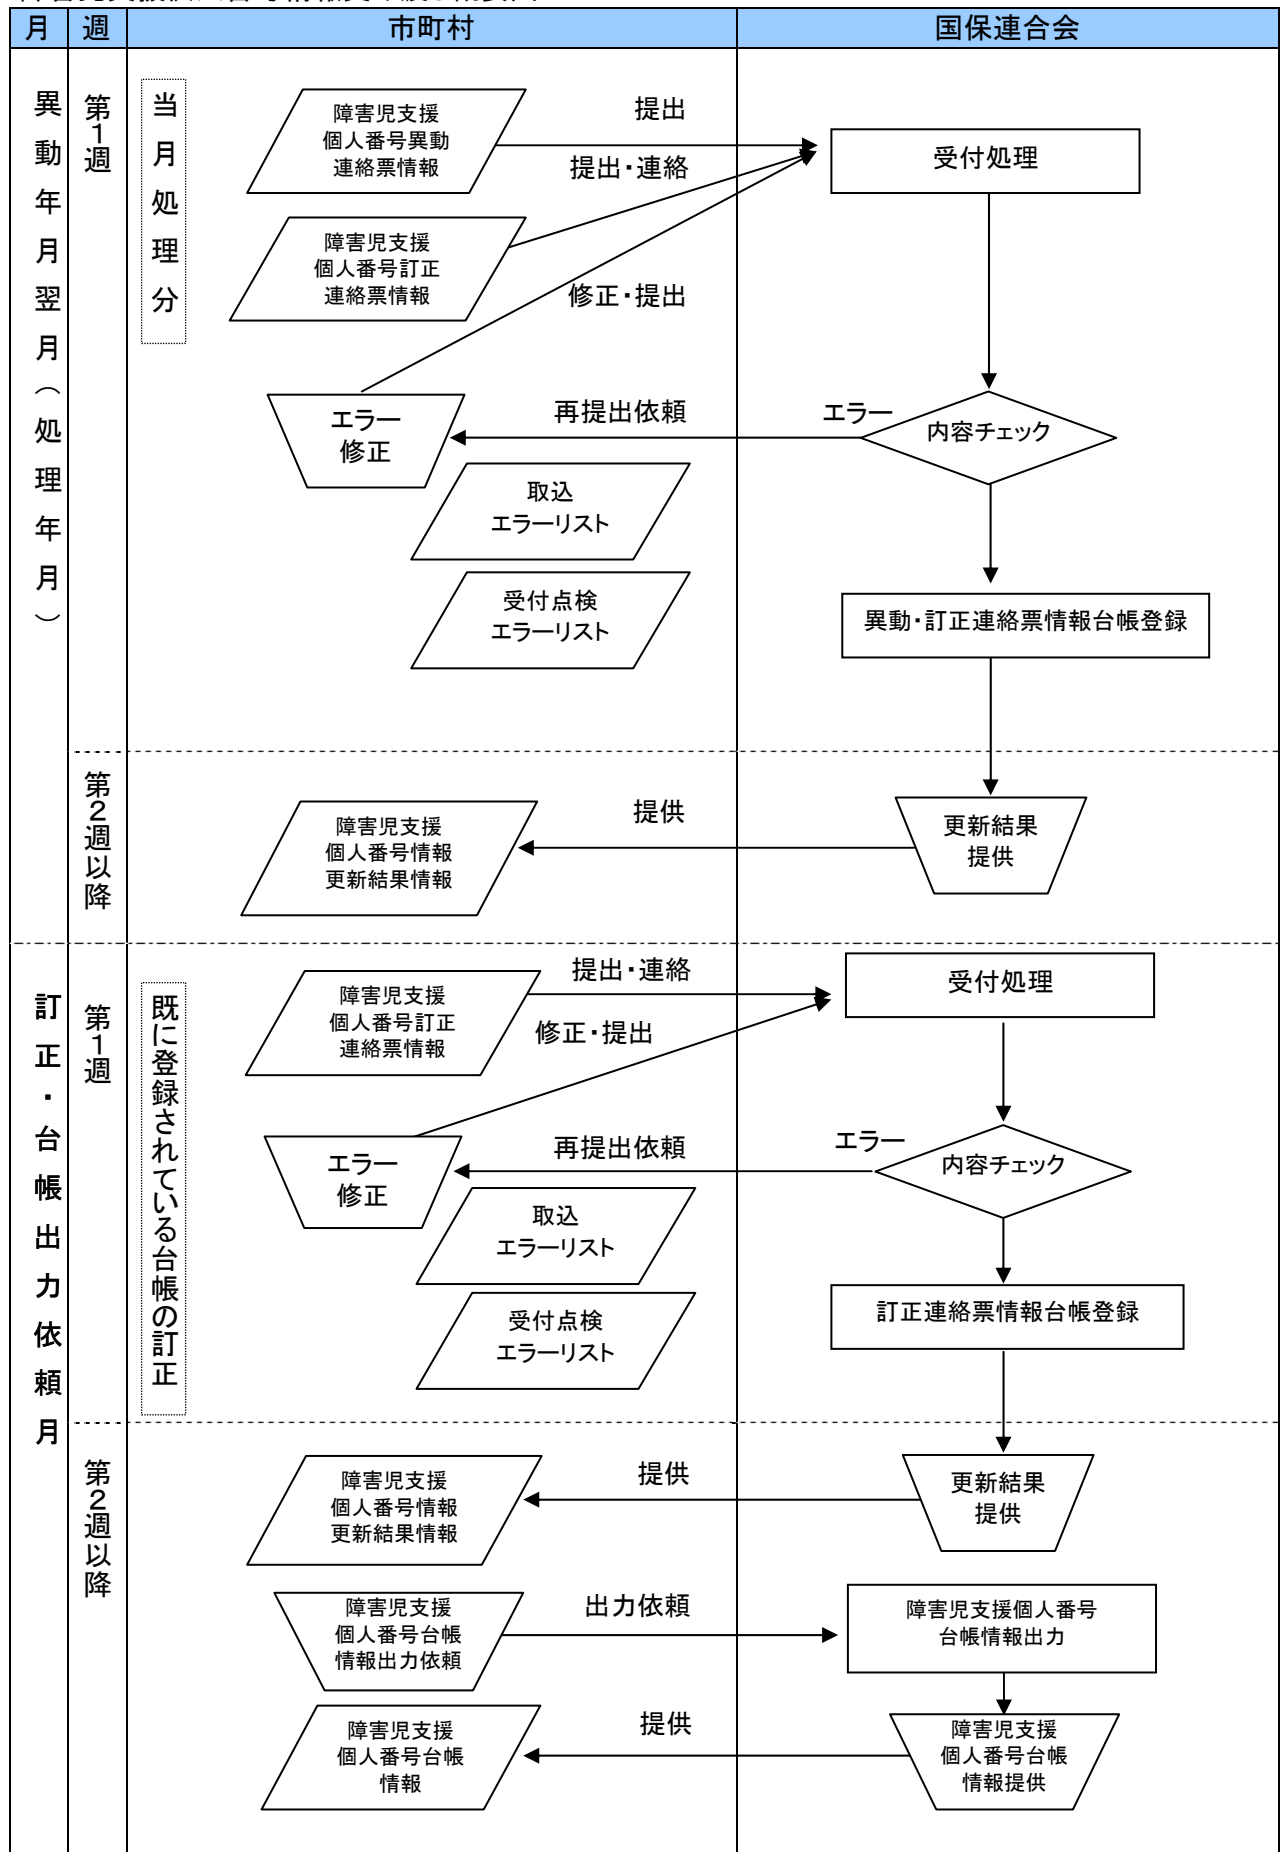 月
週
市町村
国保連合会
異動年月翌月（処理年月）
第1週
当月処理分
障害児支援
個人番号異動
連絡票情報
提出
受付処理
提出・連絡
障害児支援
個人番号訂正
連絡票情報
修正・提出
エラー
修正
再提出依頼
エラー
内容チェック
取込
エラーリスト
受付点検
エラーリスト
異動・訂正連絡票情報台帳登録
第2週以降
障害児支援
個人番号情報
更新結果情報
提供
更新結果
提供
訂正・台帳出力依頼月
第1週
既に登録されている台帳の訂正
障害児支援
個人番号訂正
連絡票情報
提出・連絡
受付処理
修正・提出
エラー
修正
再提出依頼
エラー
内容チェック
取込
エラーリスト
受付点検
エラーリスト
訂正連絡票情報台帳登録
第2週以降
障害児支援
個人番号情報
更新結果情報
提供
更新結果
提供
障害児支援
個人番号台帳
情報出力依頼
出力依頼
障害児支援個人番号
台帳情報出力
障害児支援
個人番号台帳
情報
提供
障害児支援
個人番号台帳
情報提供